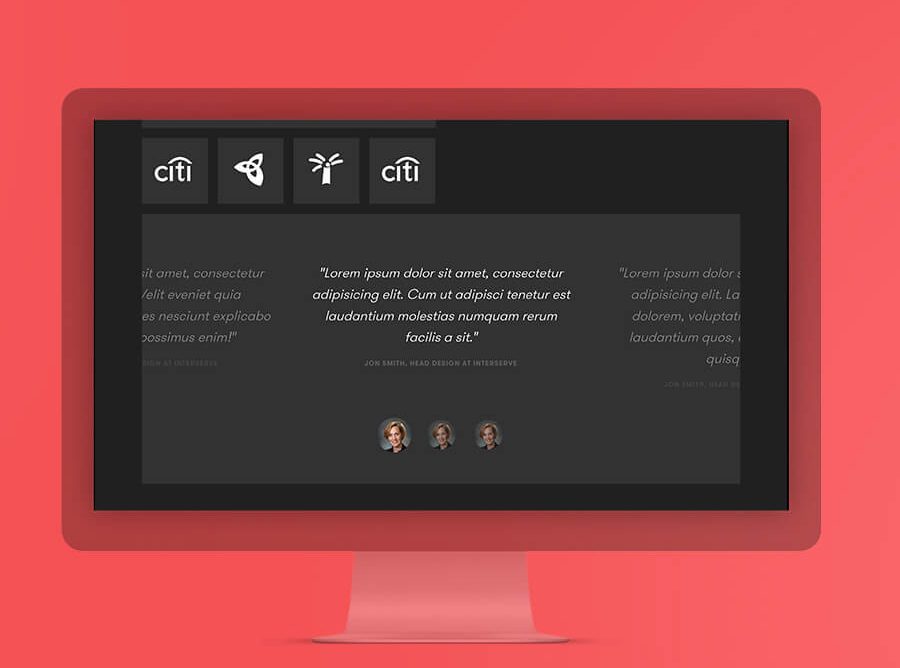 citi
citi
sit amet, consectetur
Velit eveniet quia
es nesciunt explicabo
possimus enim!"
DESIGN AT INTERSERVE
"Lorem ipsum dolor sit amet, consectetur
adipisicing elit. Cum ut adipisci tenetur est
laudantium molestias numquam rerum
facilis a sit."
JON SMITH, HEAD DESIGN AT INTERSERVE
"Lorem ipsum dolor s
adipisicing elit. La
dolorem, voluptati
laudantium quos,
quisq
JON SMITH, HEAD DE